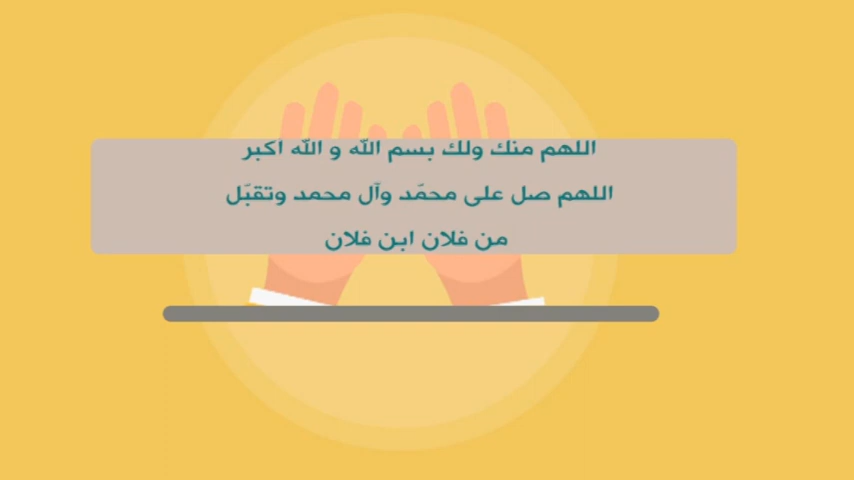 اللهم منك ولك بسم الله و الله اكبر
اللهم صل على محمّد وآل محمد وتقبّل
من فلان ابن فلان